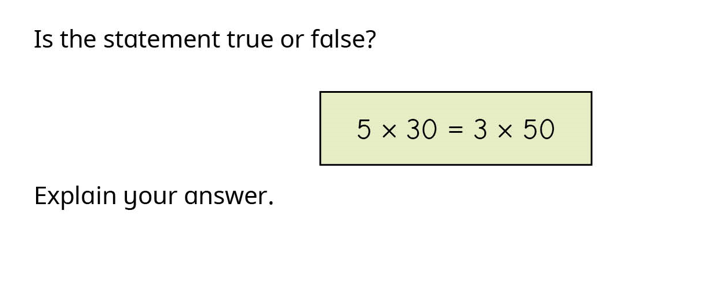 Is the statement true or false?
5 × 30 = 3 × 50
Explain your answer.